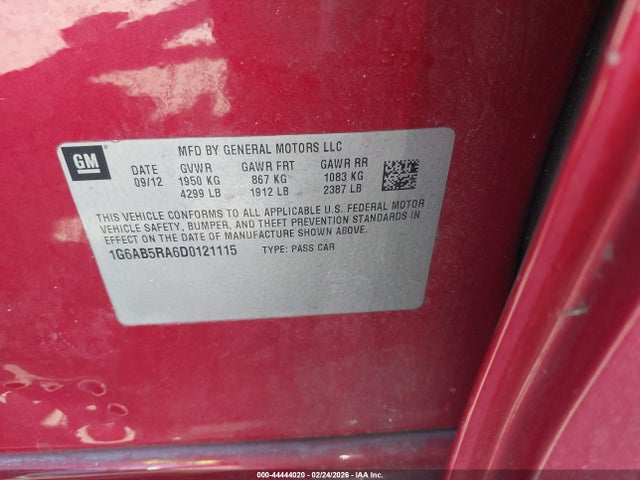 GM
MFD BY GENERAL MOTORS LLC
DATE GVWR GAWR FRT GAWR RR
09/12 1950 KG 867 KG 1083 KG
4299 LB 1912 LB 2387 LB
THIS VEHICLE CONFORMS TO ALL APPLICABLE U.S. FEDERAL MOTOR
VEHICLE SAFETY, BUMPER, AND THEFT PREVENTION STANDARDS IN
EFFECT ON THE DATE OF MANUFACTURE SHOWN ABOVE.
1G6AB5RA6D0121115 TYPE: PASS CAR
000-44444020 - 02/24/2026 - IAA Inc.